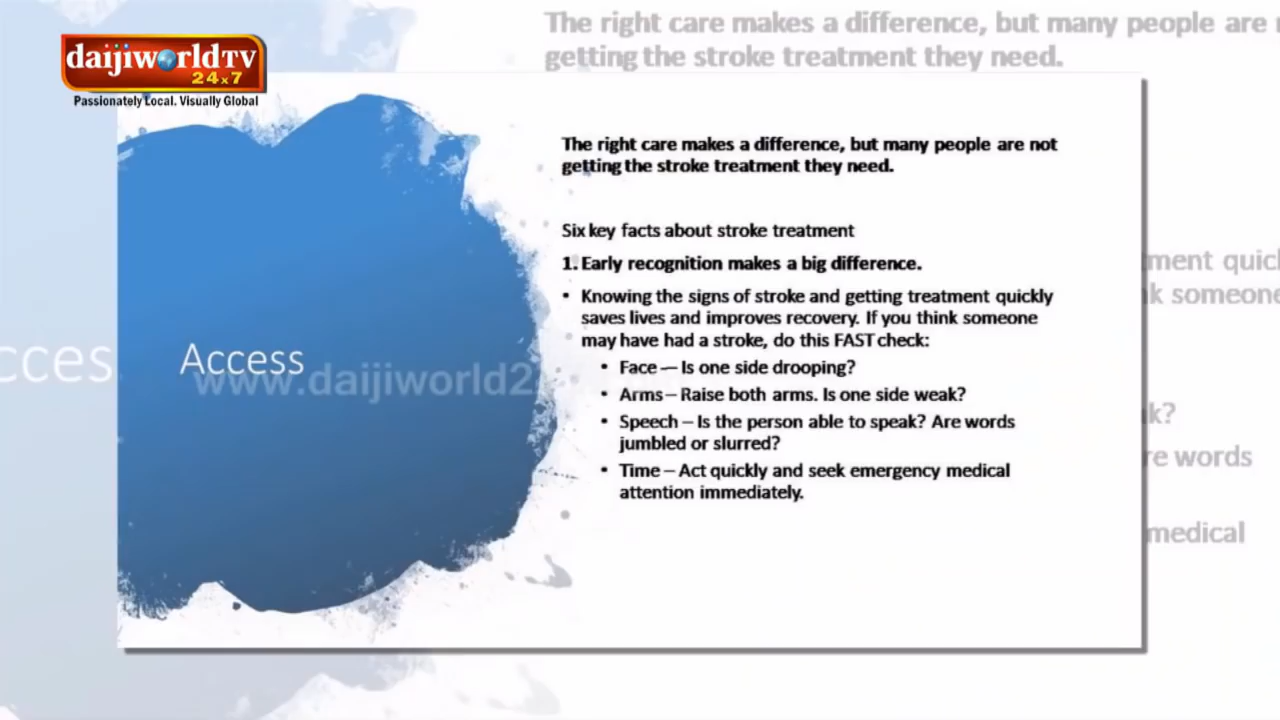 The right care makes a difference, but many people are
getting the stroke treatment they need.
daijiworldTV
24x7
Passionately Local. Visually Global
The right care makes a difference, but many people are not
getting the stroke treatment they need.
Six key facts about stroke treatment
1. Early recognition makes a big difference.
• Knowing the signs of stroke and getting treatment quickly
saves lives and improves recovery. If you think someone
may have had a stroke, do this FAST check:
• Face — Is one side drooping?
• Arms – Raise both arms. Is one side weak?
• Speech – Is the person able to speak? Are words
jumbled or slurred?
• Time – Act quickly and seek emergency medical
attention immediately.
Access
www.daijiworld2
words
medical
someone